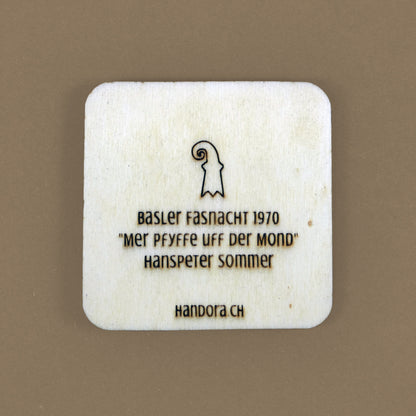 Basler Fasnacht 1970
"Mer Pfyffe uff der Mond"
Hanspeter Sommer
Handora CH